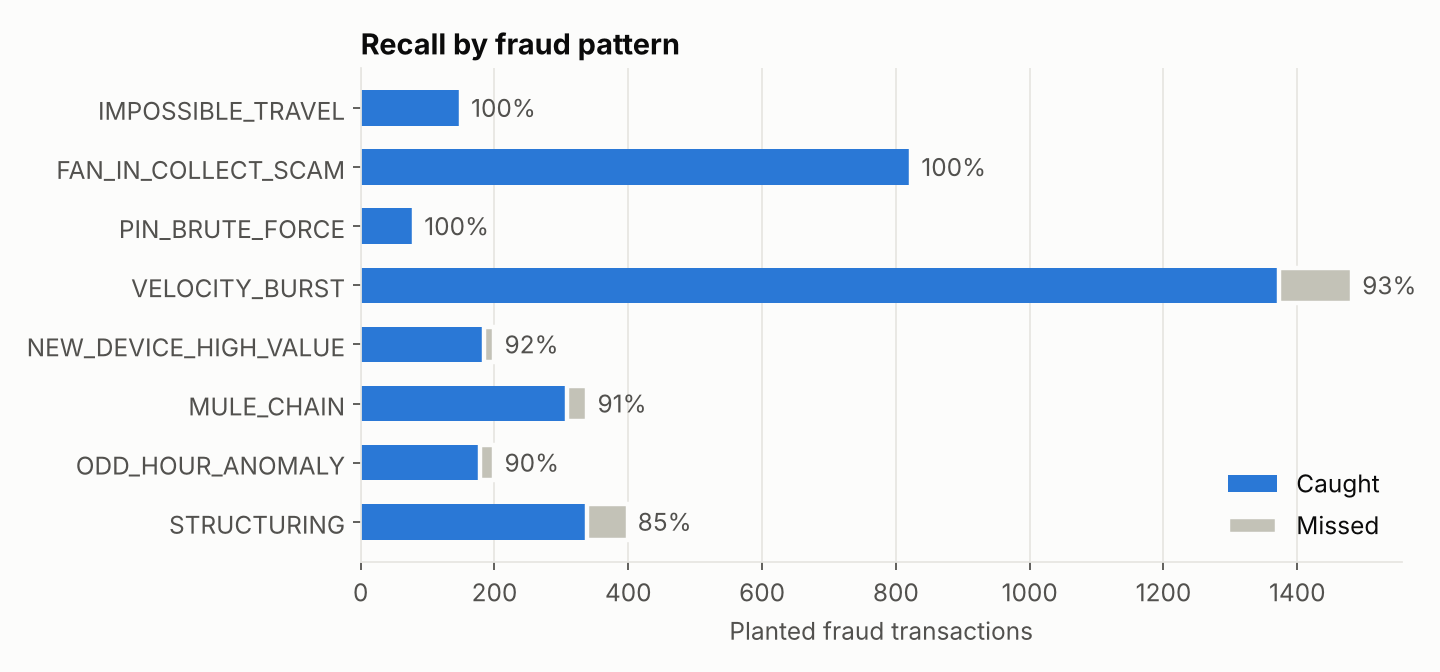 Recall by fraud pattern
IMPOSSIBLE_TRAVEL 100%
FAN_IN_COLLECT_SCAM 100%
PIN_BRUTE_FORCE 100%
VELOCITY_BURST 93%
NEW_DEVICE_HIGH_VALUE 92%
MULE_CHAIN 91%
ODD_HOUR_ANOMALY 90%
STRUCTURING 85%
Caught
Missed
0 200 400 600 800 1000 1200 1400
Planted fraud transactions